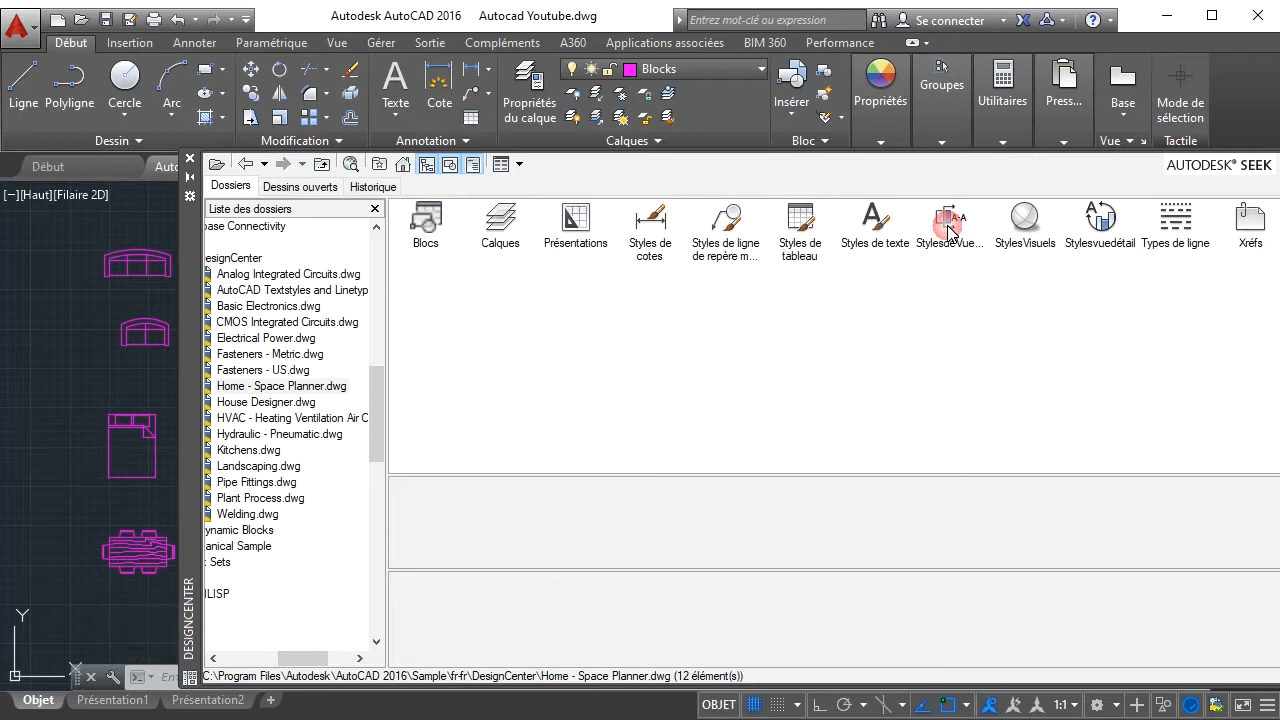 Autodesk AutoCAD 2016 Autocad Youtube.dwg
Entrez mot-clé ou expression
Se connecter
Début Insertion Annoter Paramétrique Vue Gérer Sortie Compléments A360 Applications associées BIM 360 Performance
Ligne Polyligne Cercle Arc
Texte Cote
Propriétés du calque
Blocks
Insérer
Propriétés
Groupes
Utilitaires
Press...
Base
Mode de sélection
Dessin Modification Annotation Calques Bloc Vue Tactile
Début Auto
AUTODESK® SEEK
[−][Haut][Filaire 2D]
Dossiers Dessins ouverts Historique
Liste des dossiers
base Connectivity
esignCenter
Analog Integrated Circuits.dwg
AutoCAD Textstyles and Linetyp
Basic Electronics.dwg
CMOS Integrated Circuits.dwg
Electrical Power.dwg
Fasteners - Metric.dwg
Fasteners - US.dwg
Home - Space Planner.dwg
House Designer.dwg
HVAC - Heating Ventilation Air C
Hydraulic - Pneumatic.dwg
Kitchens.dwg
Landscaping.dwg
Pipe Fittings.dwg
Plant Process.dwg
Welding.dwg
ynamic Blocks
hanical Sample
t Sets
ILISP
Blocs
Calques
Présentations
Styles de cotes
Styles de ligne de repère m...
Styles de tableau
Styles de texte
StylesdeVue...
StylesVisuels
Stylesvuedétail
Types de ligne
Xréfs
DESIGNCENTER
Y
X
Ent
C:\Program Files\Autodesk\AutoCAD 2016\Sample\fr-fr\DesignCenter\Home - Space Planner.dwg (12 élément(s))
Objet Présentation1 Présentation2 +
OBJET
1:1